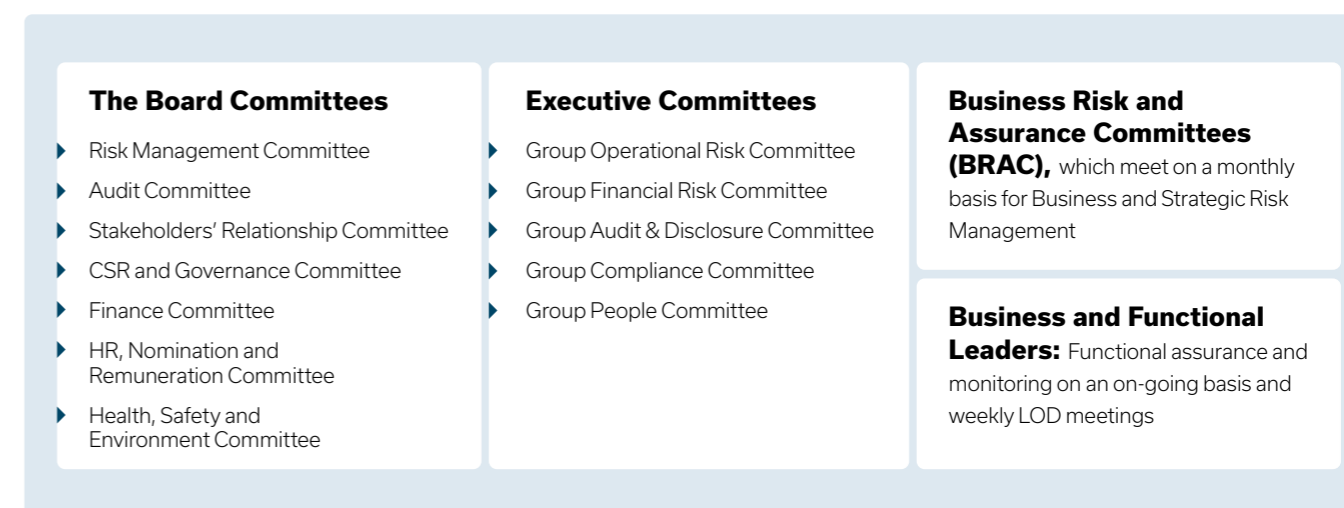 The Board Committees
Risk Management Committee
Audit Committee
Stakeholders’ Relationship Committee
CSR and Governance Committee
Finance Committee
HR, Nomination and
Remuneration Committee
Health, Safety and
Environment Committee
Executive Committees
Group Operational Risk Committee
Group Financial Risk Committee
Group Audit & Disclosure Committee
Group Compliance Committee
Group People Committee
Business Risk and
Assurance Committees
(BRAC), which meet on a monthly
basis for Business and Strategic Risk
Management
Business and Functional
Leaders: Functional assurance and
monitoring on an on-going basis and
weekly LOD meetings